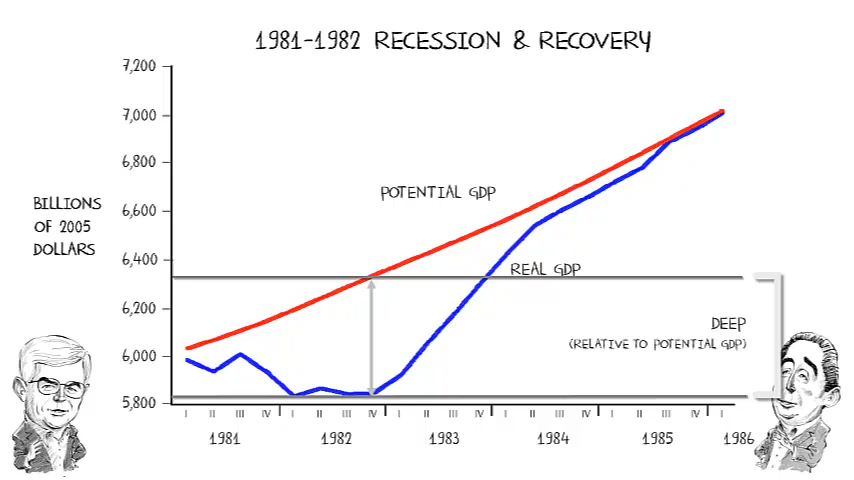 1981-1982 RECESSION & RECOVERY
7,200
7,000
6,800
6,600
6,400
6,200
6,000
5,800
BILLIONS
OF 2005
DOLLARS
POTENTIAL GDP
REAL GDP
DEEP
(RELATIVE TO POTENTIAL GDP)
I II III IV I II III IV I II III IV I II III IV I II III IV I
1981 1982 1983 1984 1985 1986